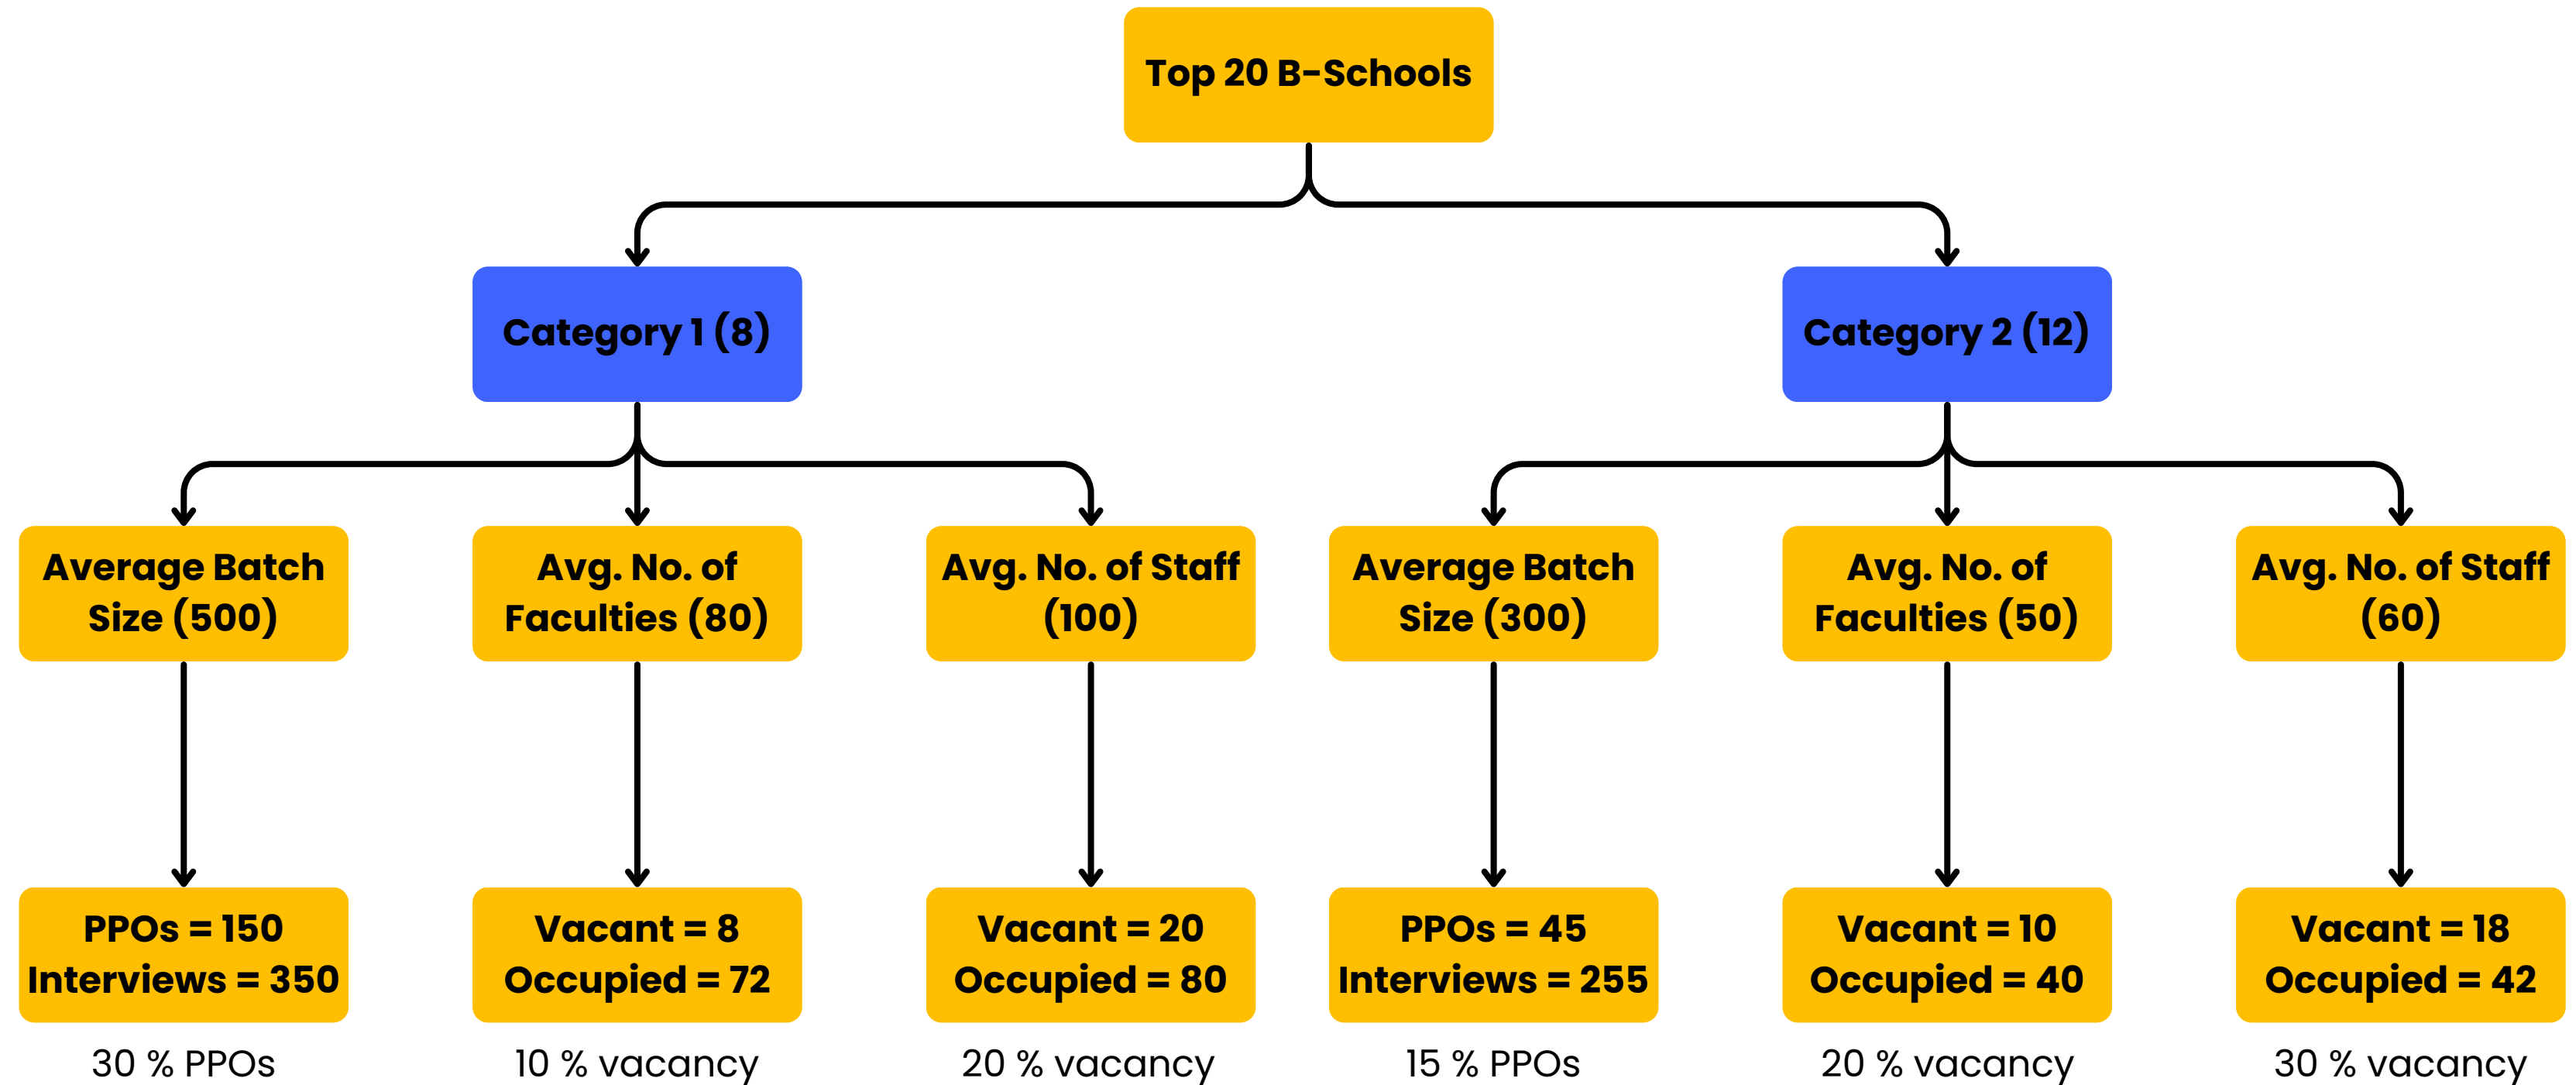 Top 20 B-Schools
Category 1 (8)
Category 2 (12)
Average Batch
Size (500)
Avg. No. of
Faculties (80)
Avg. No. of Staff
(100)
Average Batch
Size (300)
Avg. No. of
Faculties (50)
Avg. No. of Staff
(60)
PPOs = 150
Interviews = 350
Vacant = 8
Occupied = 72
Vacant = 20
Occupied = 80
PPOs = 45
Interviews = 255
Vacant = 10
Occupied = 40
Vacant = 18
Occupied = 42
30 % PPOs
10 % vacancy
20 % vacancy
15 % PPOs
20 % vacancy
30 % vacancy